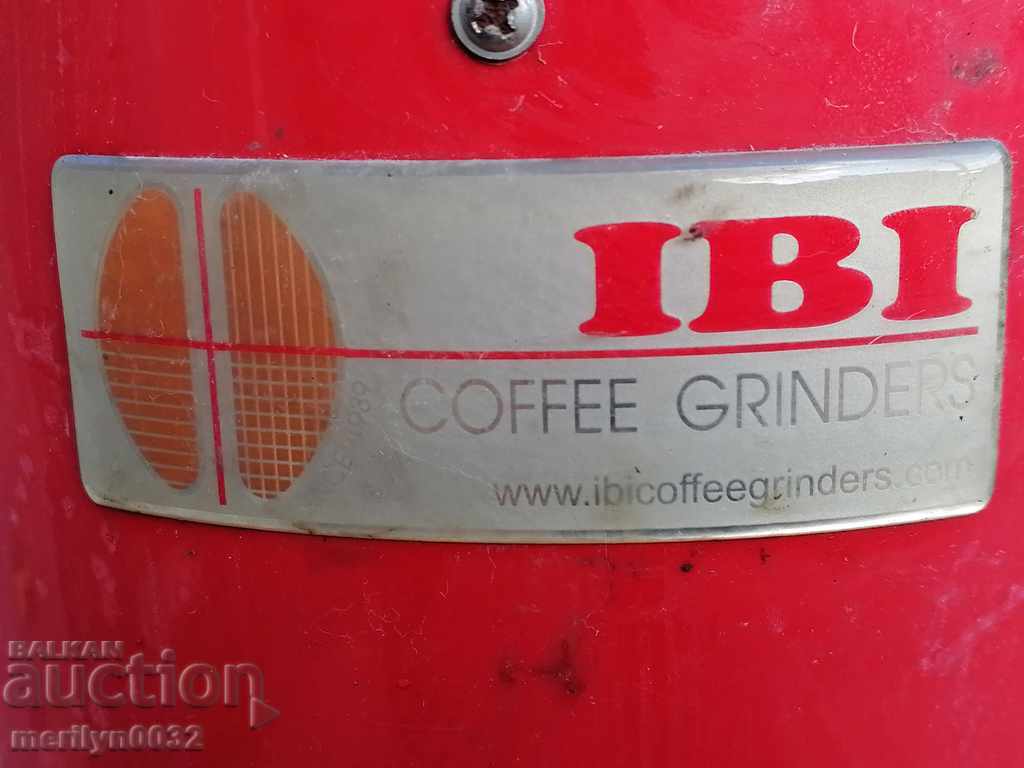 IBI
COFFEE GRINDERS
www.ibicoffeegrinders.com
BALKAN
auction
merilyn0032